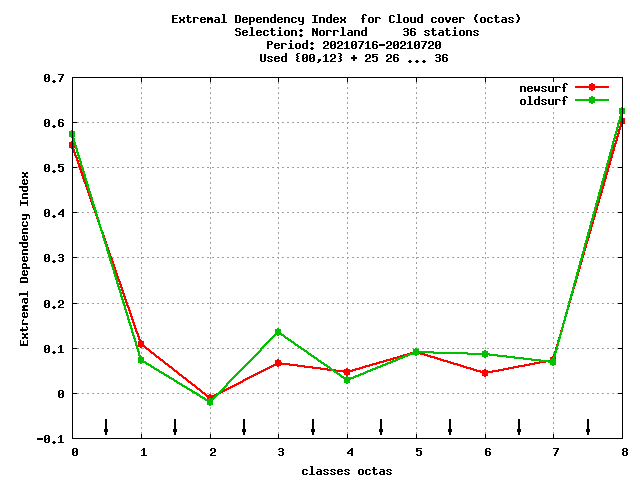 Extremal Dependency Index  for Cloud cover (octas)
Selection: Norrland     36 stations
Period: 20210716-20210720
Used {00,12} + 25 26 ... 36
newsurf
oldsurf
0.7
0.6
0.5
0.4
0.3
0.2
0.1
0
-0.1
Extremal Dependency Index
0 1 2 3 4 5 6 7 8
classes octas